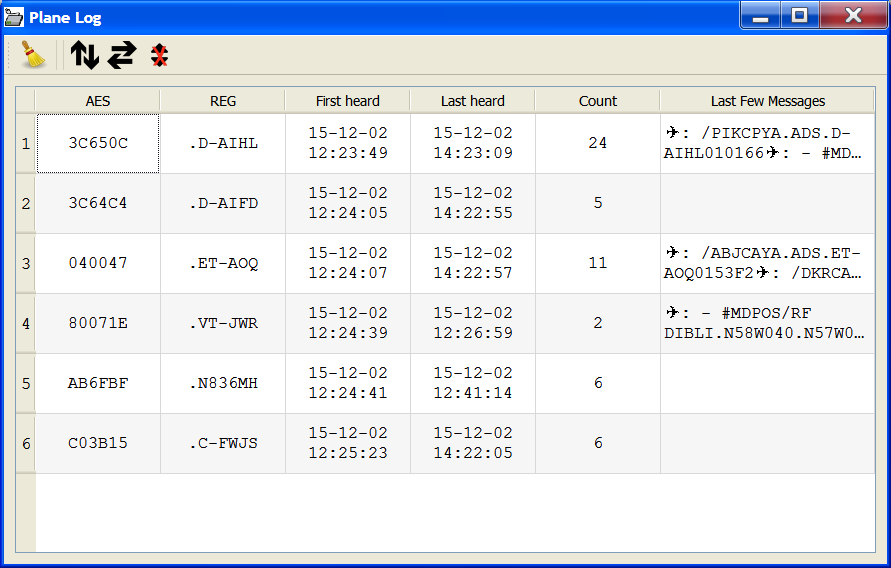 Plane Log
AES REG First heard Last heard Count Last Few Messages
1 3C650C .D-AIHL 15-12-02 12:23:49 15-12-02 14:23:09 24 ✈: /PIKCPYA.ADS.D-AIHL010166✈: - #MD…
2 3C64C4 .D-AIFD 15-12-02 12:24:05 15-12-02 14:22:55 5
3 040047 .ET-AOQ 15-12-02 12:24:07 15-12-02 14:22:57 11 ✈: /ABJCAYA.ADS.ET-AOQ0153F2✈: /DKRCA…
4 80071E .VT-JWR 15-12-02 12:24:39 15-12-02 12:26:59 2 ✈: - #MDPOS/RF DIBLI.N58W040.N57W0…
5 AB6FBF .N836MH 15-12-02 12:24:41 15-12-02 12:41:14 6
6 C03B15 .C-FWJS 15-12-02 12:25:23 15-12-02 14:22:05 6